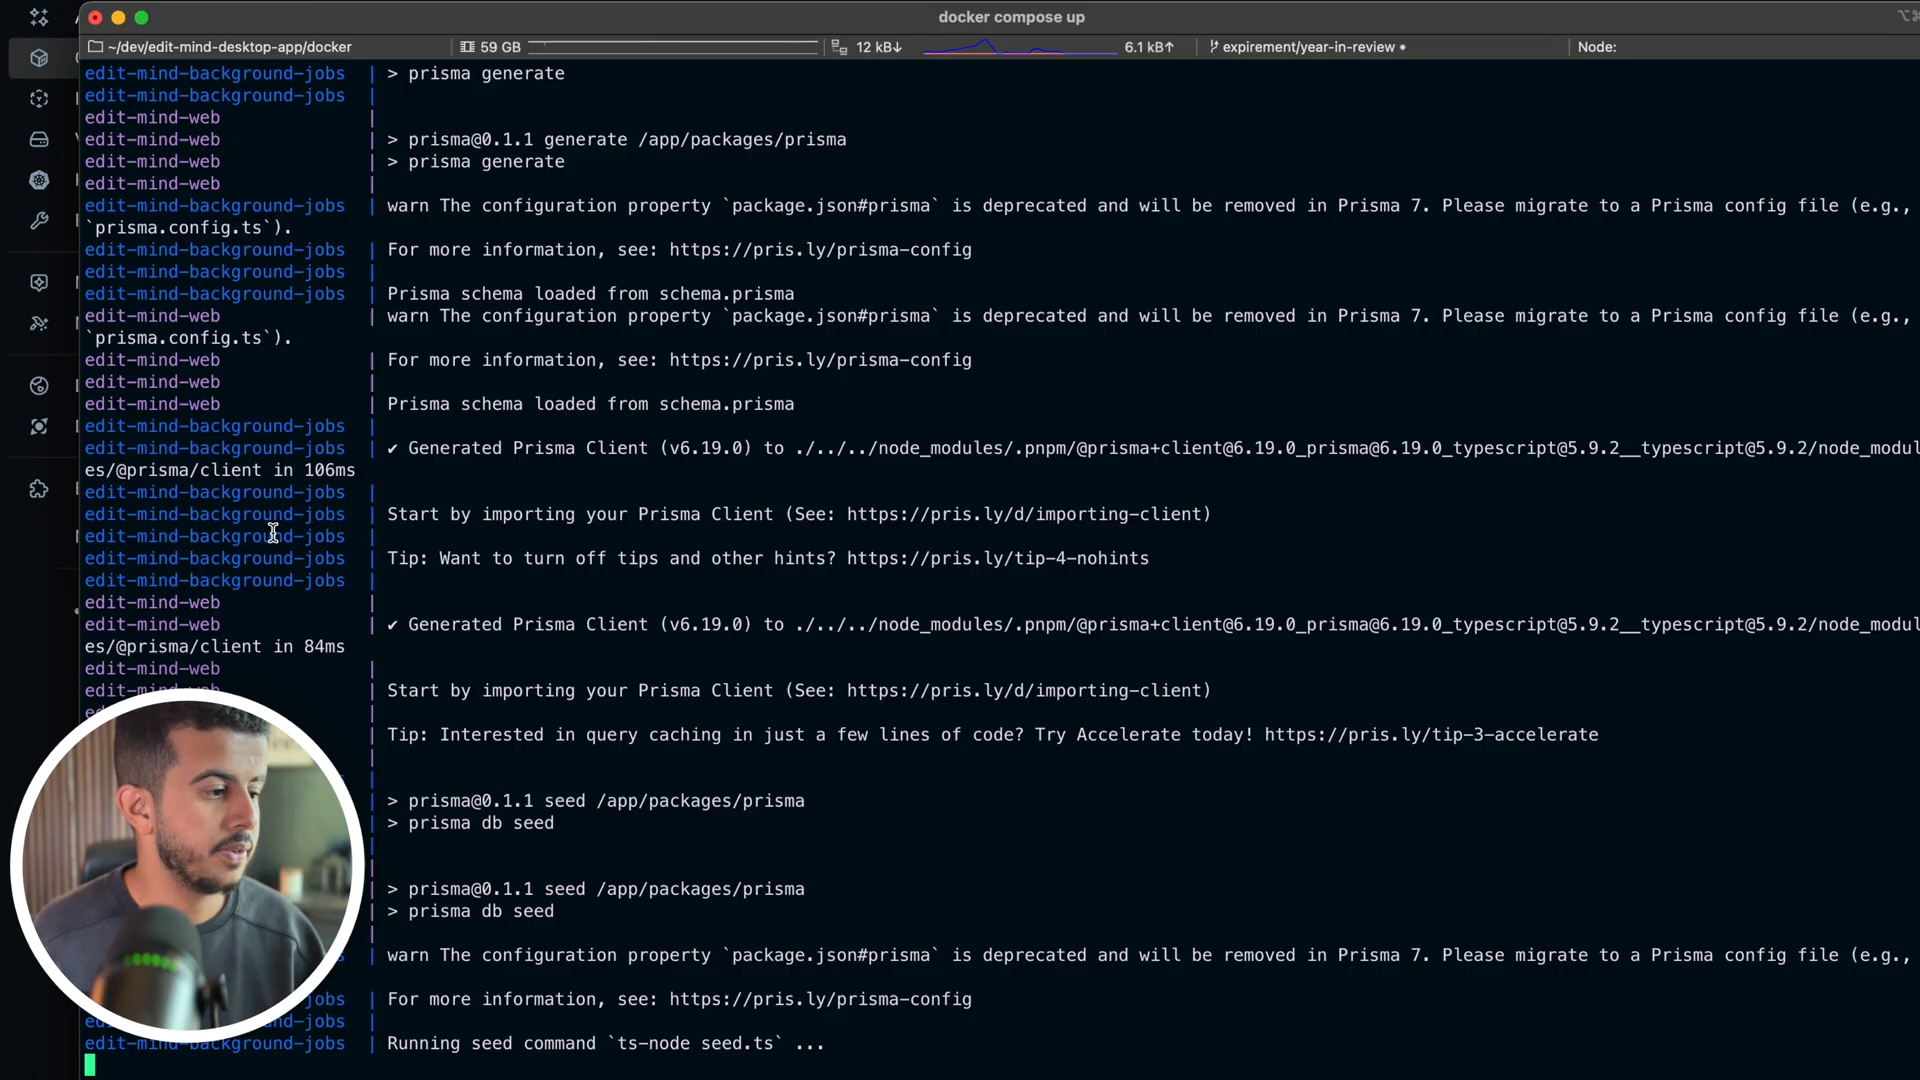 docker compose up
~/dev/edit-mind-desktop-app/docker 59 GB 12 kB↓ 6.1 kB↑ expirement/year-in-review • Node:
edit-mind-background-jobs | > prisma generate
edit-mind-background-jobs |
edit-mind-web |
edit-mind-web | > prisma@0.1.1 generate /app/packages/prisma
edit-mind-web | > prisma generate
edit-mind-web |
edit-mind-background-jobs | warn The configuration property `package.json#prisma` is deprecated and will be removed in Prisma 7. Please migrate to a Prisma config file (e.g.,
`prisma.config.ts`).
edit-mind-background-jobs | For more information, see: https://pris.ly/prisma-config
edit-mind-background-jobs |
edit-mind-background-jobs | Prisma schema loaded from schema.prisma
edit-mind-web | warn The configuration property `package.json#prisma` is deprecated and will be removed in Prisma 7. Please migrate to a Prisma config file (e.g.,
`prisma.config.ts`).
edit-mind-web | For more information, see: https://pris.ly/prisma-config
edit-mind-web |
edit-mind-web | Prisma schema loaded from schema.prisma
edit-mind-background-jobs |
edit-mind-background-jobs | ✔ Generated Prisma Client (v6.19.0) to ./../../node_modules/.pnpm/@prisma+client@6.19.0_prisma@6.19.0_typescript@5.9.2__typescript@5.9.2/node_modul
es/@prisma/client in 106ms
edit-mind-background-jobs |
edit-mind-background-jobs | Start by importing your Prisma Client (See: https://pris.ly/d/importing-client)
edit-mind-background-jobs |
edit-mind-background-jobs | Tip: Want to turn off tips and other hints? https://pris.ly/tip-4-nohints
edit-mind-background-jobs |
edit-mind-web |
edit-mind-web | ✔ Generated Prisma Client (v6.19.0) to ./../../node_modules/.pnpm/@prisma+client@6.19.0_prisma@6.19.0_typescript@5.9.2__typescript@5.9.2/node_modul
es/@prisma/client in 84ms
edit-mind-web |
edit-mind-web | Start by importing your Prisma Client (See: https://pris.ly/d/importing-client)
|
| Tip: Interested in query caching in just a few lines of code? Try Accelerate today! https://pris.ly/tip-3-accelerate
|
|
| > prisma@0.1.1 seed /app/packages/prisma
| > prisma db seed
|
|
| > prisma@0.1.1 seed /app/packages/prisma
| > prisma db seed
|
| warn The configuration property `package.json#prisma` is deprecated and will be removed in Prisma 7. Please migrate to a Prisma config file (e.g.,
jobs | For more information, see: https://pris.ly/prisma-config
nd-jobs |
edit-mind-background-jobs | Running seed command `ts-node seed.ts` ...